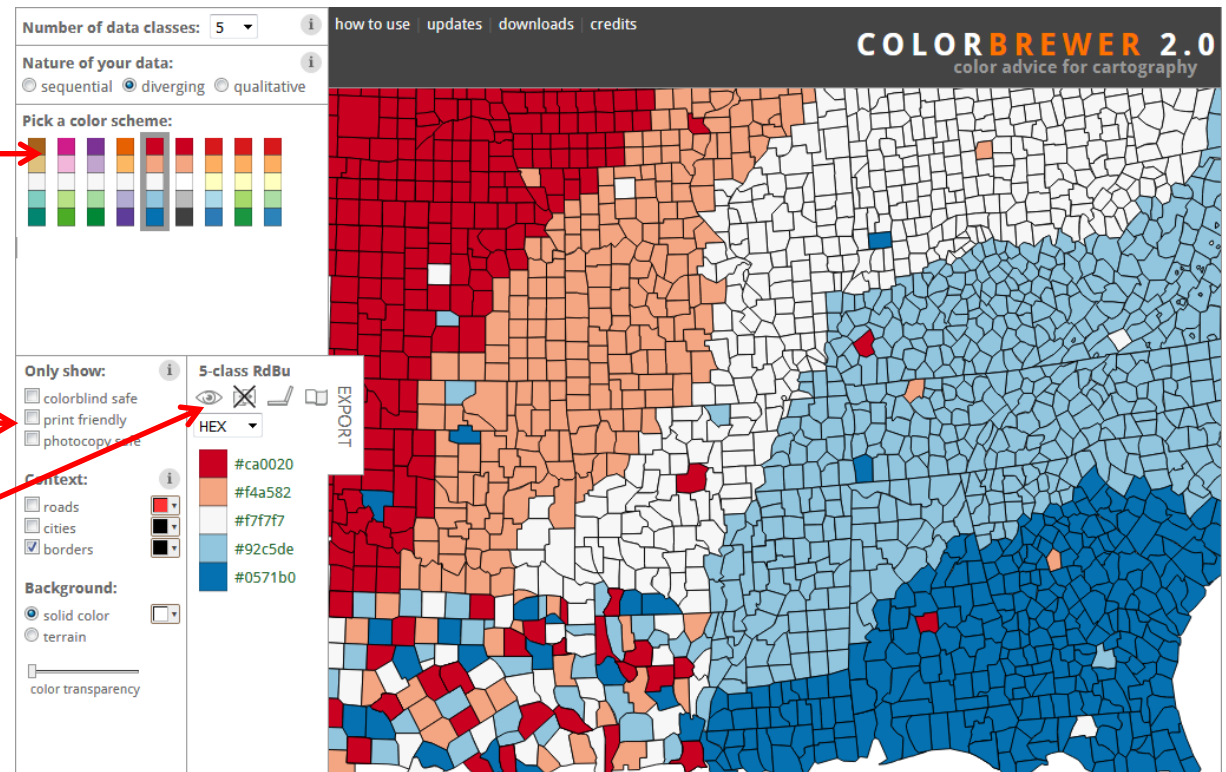 Number of data classes: 5
i
how to use | updates | downloads | credits
COLORBREWER 2.0
color advice for cartography
Nature of your data:
i
sequential diverging qualitative
Pick a color scheme:
Only show:
i
colorblind safe
print friendly
photocopy safe
Context:
i
roads
cities
borders
Background:
solid color
terrain
color transparency
5-class RdBu
EXPORT
HEX
#ca0020
#f4a582
#f7f7f7
#92c5de
#0571b0